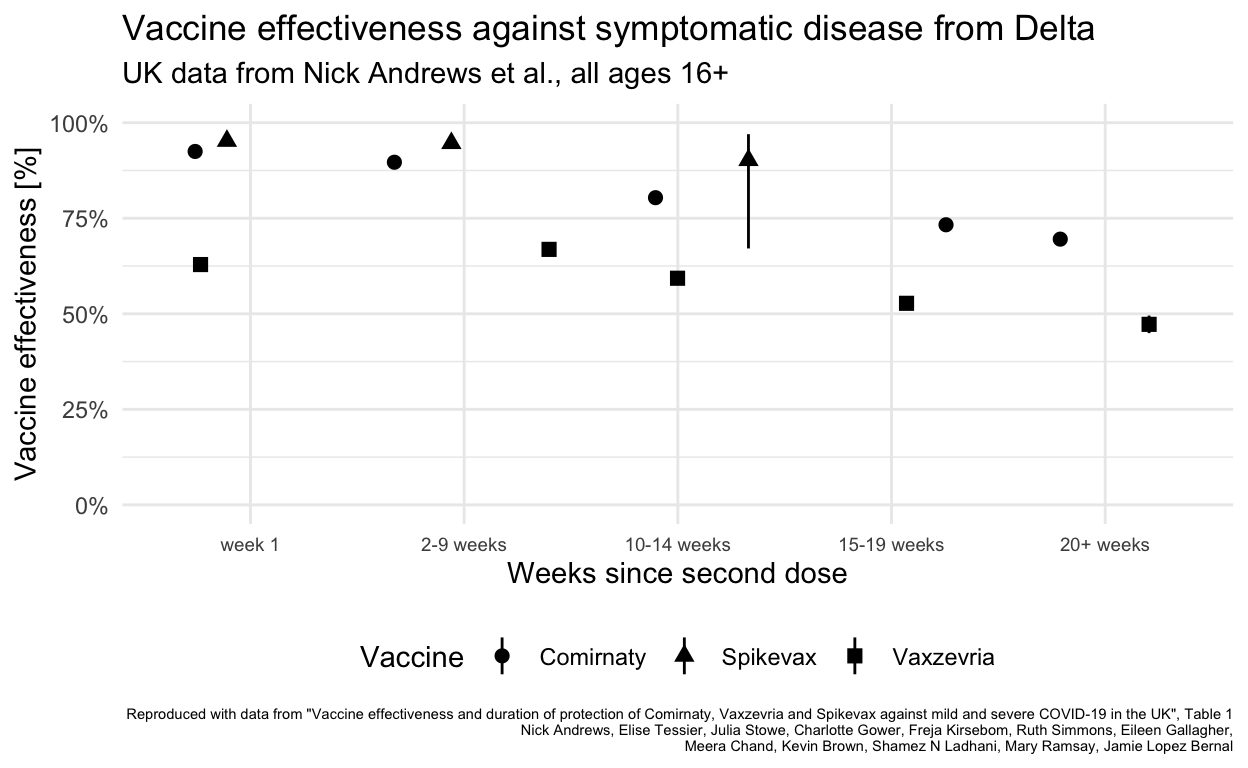 Vaccine effectiveness against symptomatic disease from Delta
UK data from Nick Andrews et al., all ages 16+
Vaccine effectiveness [%]
100%
75%
50%
25%
0%
week 1
2-9 weeks
10-14 weeks
15-19 weeks
20+ weeks
Weeks since second dose
Vaccine
Comirnaty
Spikevax
Vaxzevria
Reproduced with data from "Vaccine effectiveness and duration of protection of Comirnaty, Vaxzevria and Spikevax against mild and severe COVID-19 in the UK", Table 1
Nick Andrews, Elise Tessier, Julia Stowe, Charlotte Gower, Freja Kirsebom, Ruth Simmons, Eileen Gallagher,
Meera Chand, Kevin Brown, Shamez N Ladhani, Mary Ramsay, Jamie Lopez Bernal